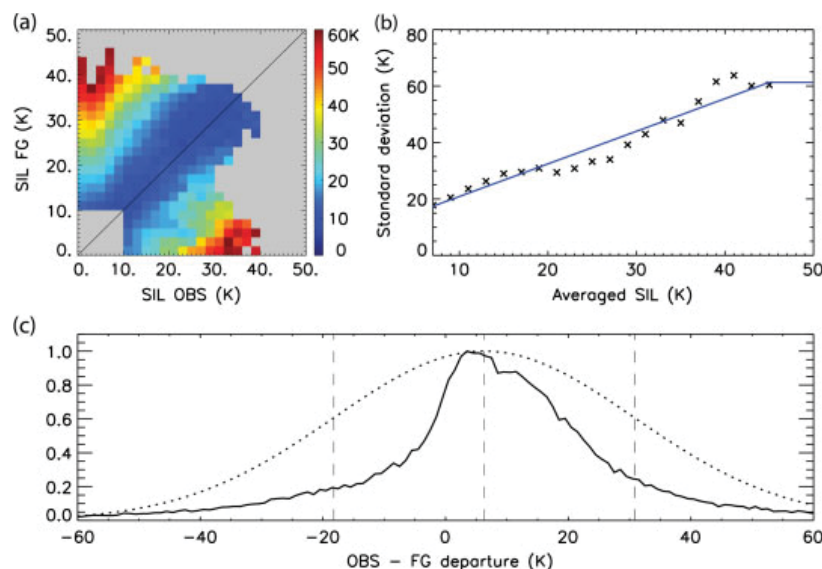 (a)
50.
40.
30.
20.
10.
0.
SIL FG (K)
0. 10. 20. 30. 40. 50.
SIL OBS (K)
60K
50
40
30
20
10
0
(b)
80
60
40
20
0
Standard deviation (K)
10 20 30 40 50
Averaged SIL (K)
(c)
1.0
0.8
0.6
0.4
0.2
0.0
−60 −40 −20 0 20 40 60
OBS − FG departure (K)